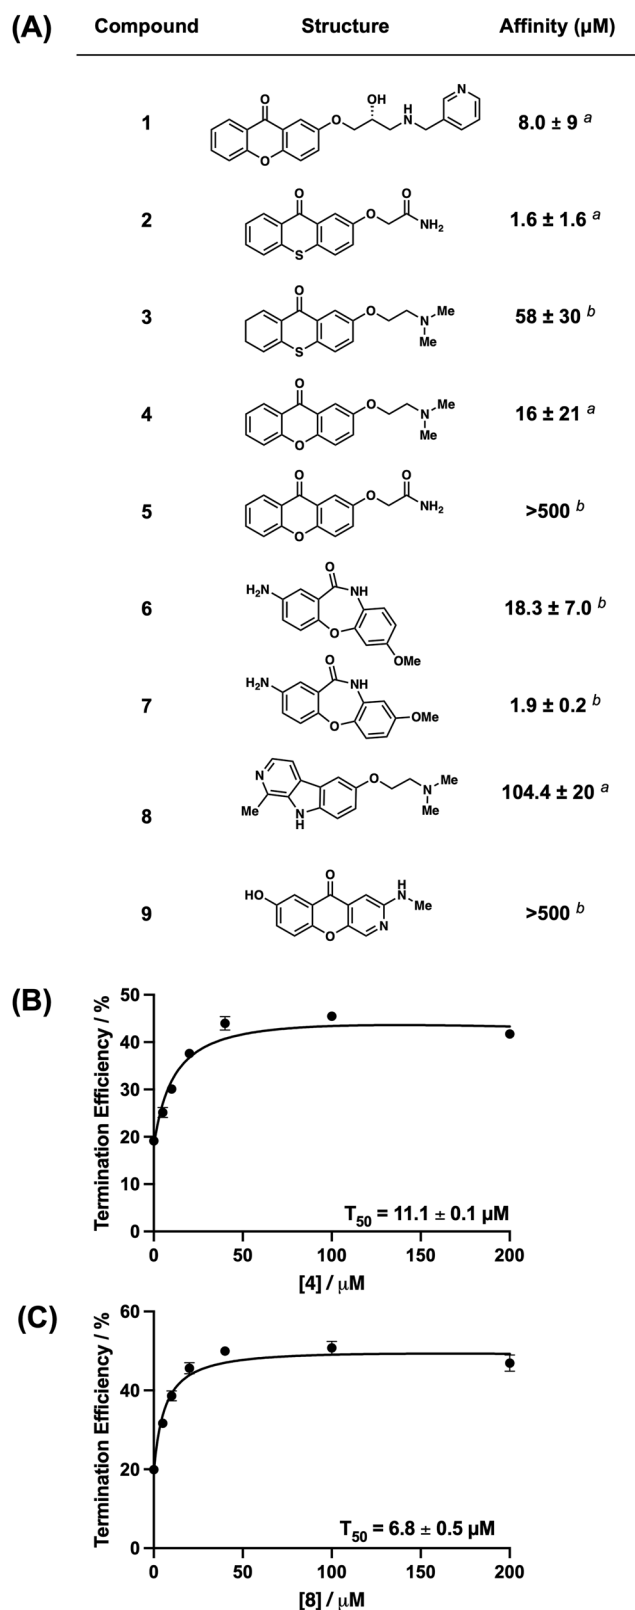 (A) Compound Structure Affinity (µM)
1 O O O OH H N N 8.0 ± 9 a
2 O S O O NH2 1.6 ± 1.6 a
3 O S O N Me Me 58 ± 30 b
4 O O O N Me Me 16 ± 21 a
5 O O O O NH2 >500 b
6 H2N O NH O OMe 18.3 ± 7.0 b
7 H2N O NH O OMe 1.9 ± 0.2 b
8 N Me N H O N Me Me 104.4 ± 20 a
9 HO O O N H N Me >500 b
(B)
Termination Efficiency / %
50
40
30
20
10
0
T50 = 11.1 ± 0.1 µM
0 50 100 150 200
[4] / µM
(C)
Termination Efficiency / %
60
40
20
0
T50 = 6.8 ± 0.5 µM
0 50 100 150 200
[8] / µM